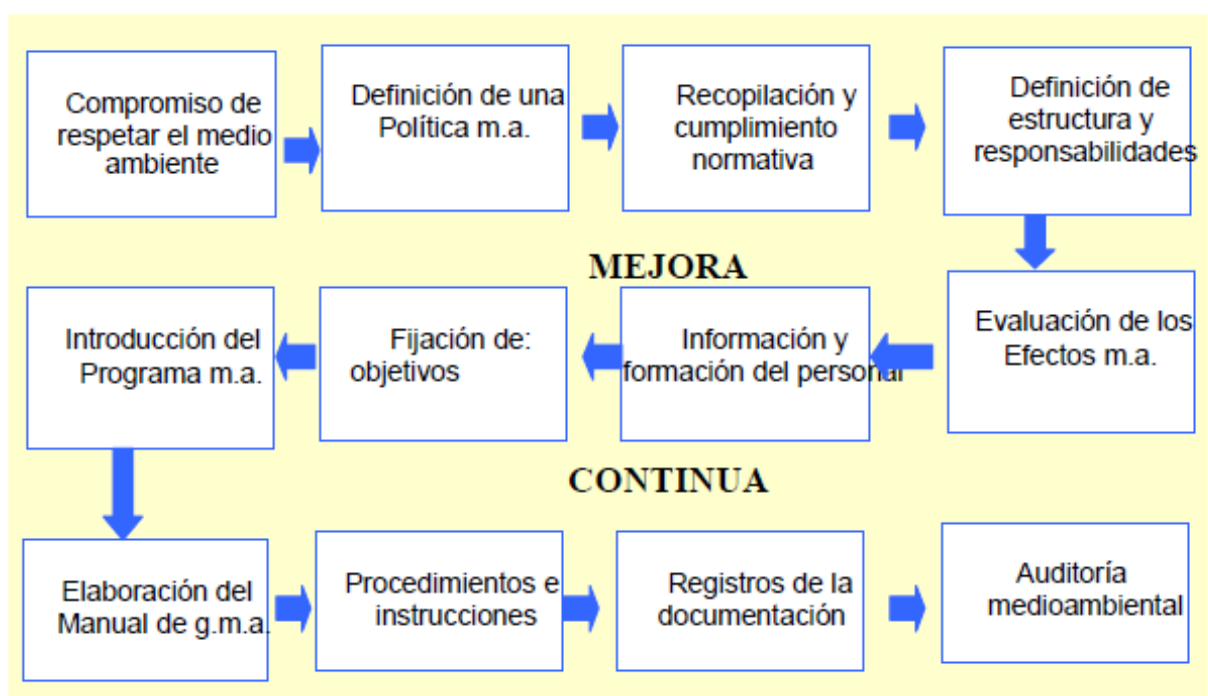 Compromiso de
respetar el medio
ambiente
Definición de una
Política m.a.
Recopilación y
cumplimiento
normativa
Definición de
estructura y
responsabilidades
MEJORA
Introducción del
Programa m.a.
Fijación de:
objetivos
Información y
formación del personal
Evaluación de los
Efectos m.a.
CONTINUA
Elaboración del
Manual de g.m.a.
Procedimientos e
instrucciones
Registros de la
documentación
Auditoría
medioambiental